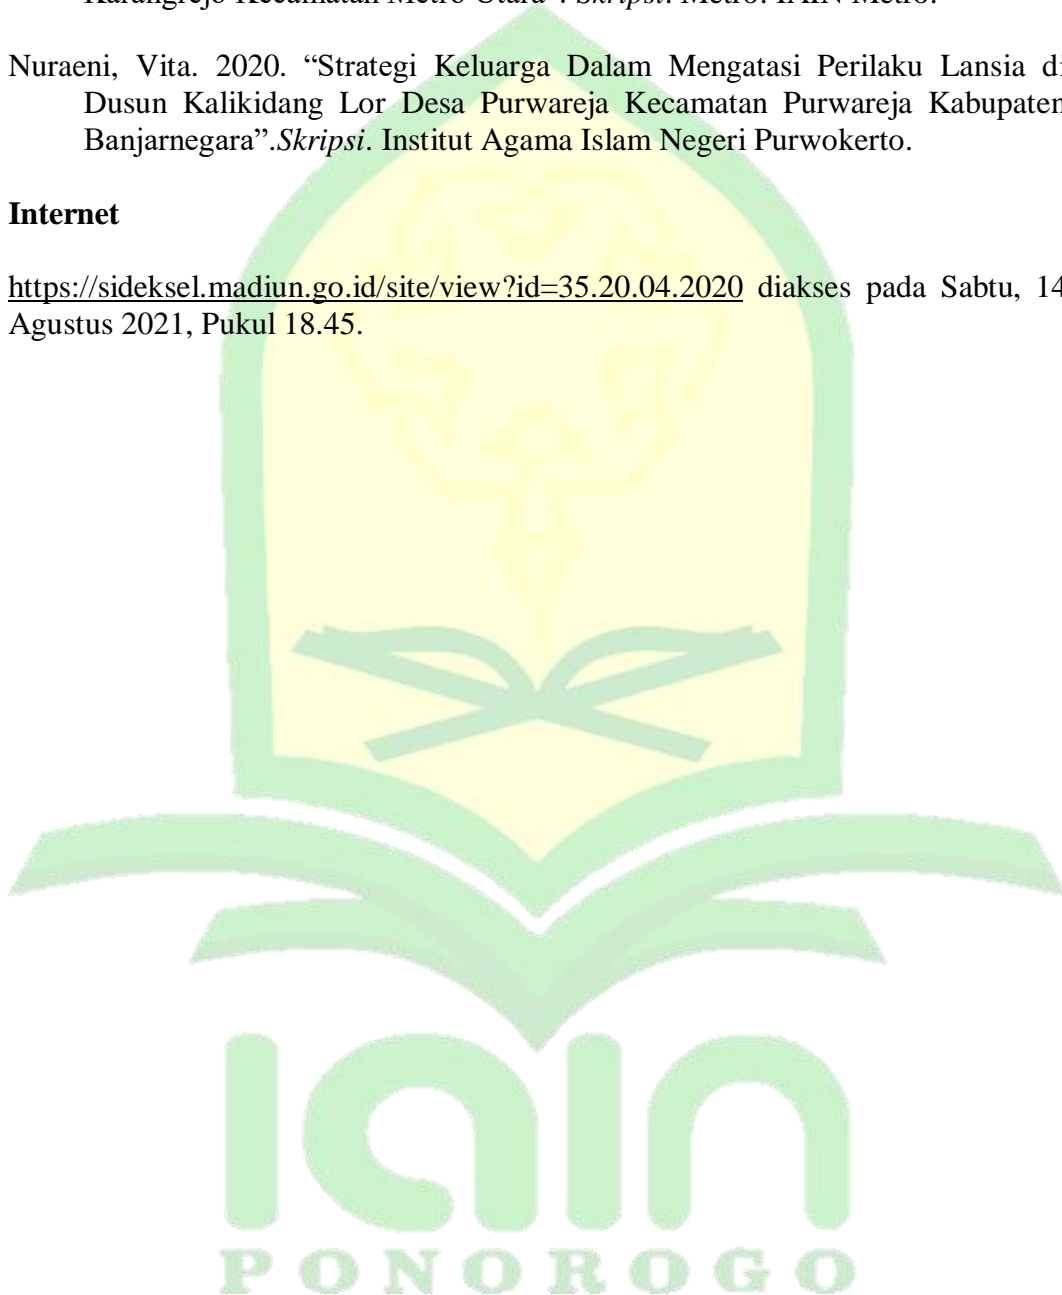 Karangrejo Kecamatan Metro Utara". Skripsi. Metro: IAIN Metro.
Nuraeni, Vita. 2020. “Strategi Keluarga Dalam Mengatasi Perilaku Lansia di
Dusun Kalikidang Lor Desa Purwareja Kecamatan Purwareja Kabupaten
Banjarnegara”.Skripsi. Institut Agama Islam Negeri Purwokerto.
Internet
https://sideksel.madiun.go.id/site/view?id=35.20.04.2020 diakses pada Sabtu, 14
Agustus 2021, Pukul 18.45.
iain
PONOROGO